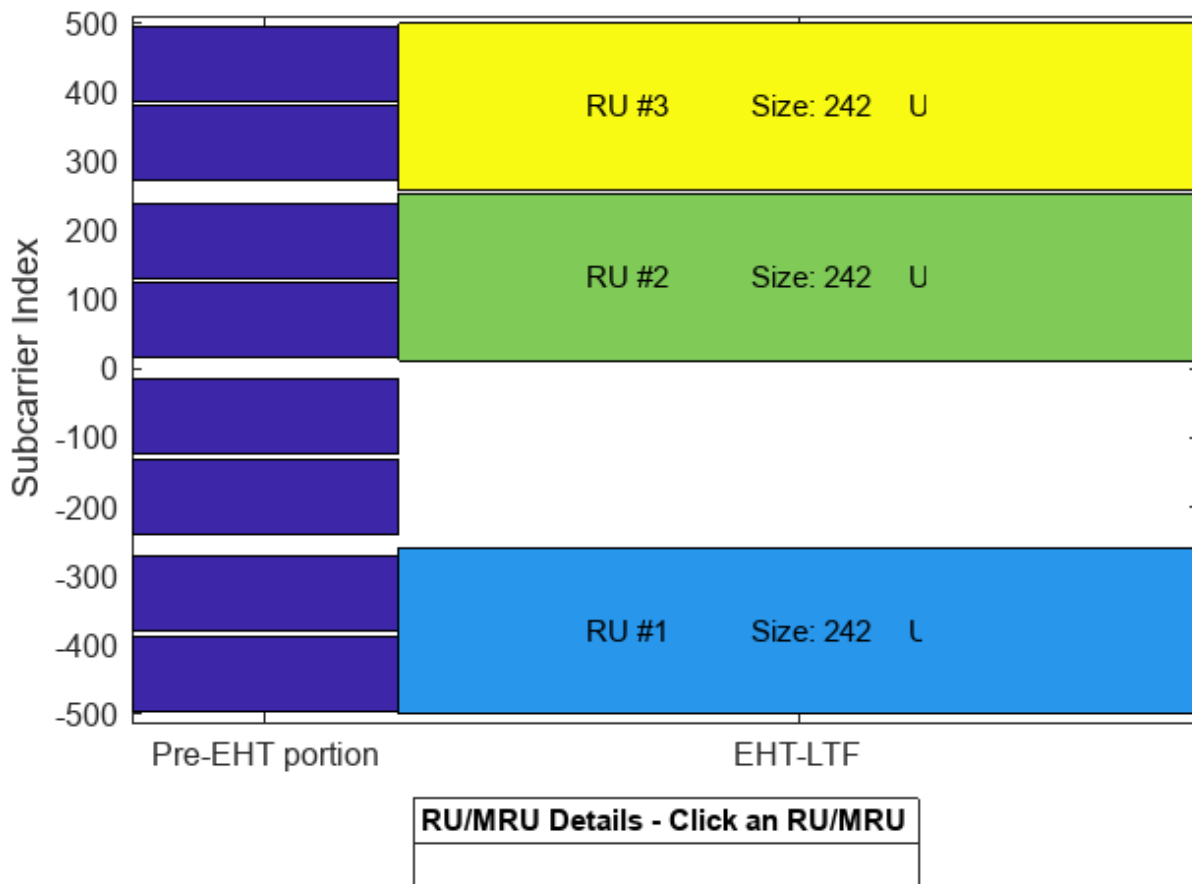 500
400
300
200
100
0
-100
-200
-300
-400
-500
Subcarrier Index
RU #3 Size: 242
RU #2 Size: 242
RU #1 Size: 242
Pre-EHT portion EHT-LTF
RU/MRU Details - Click an RU/MRU